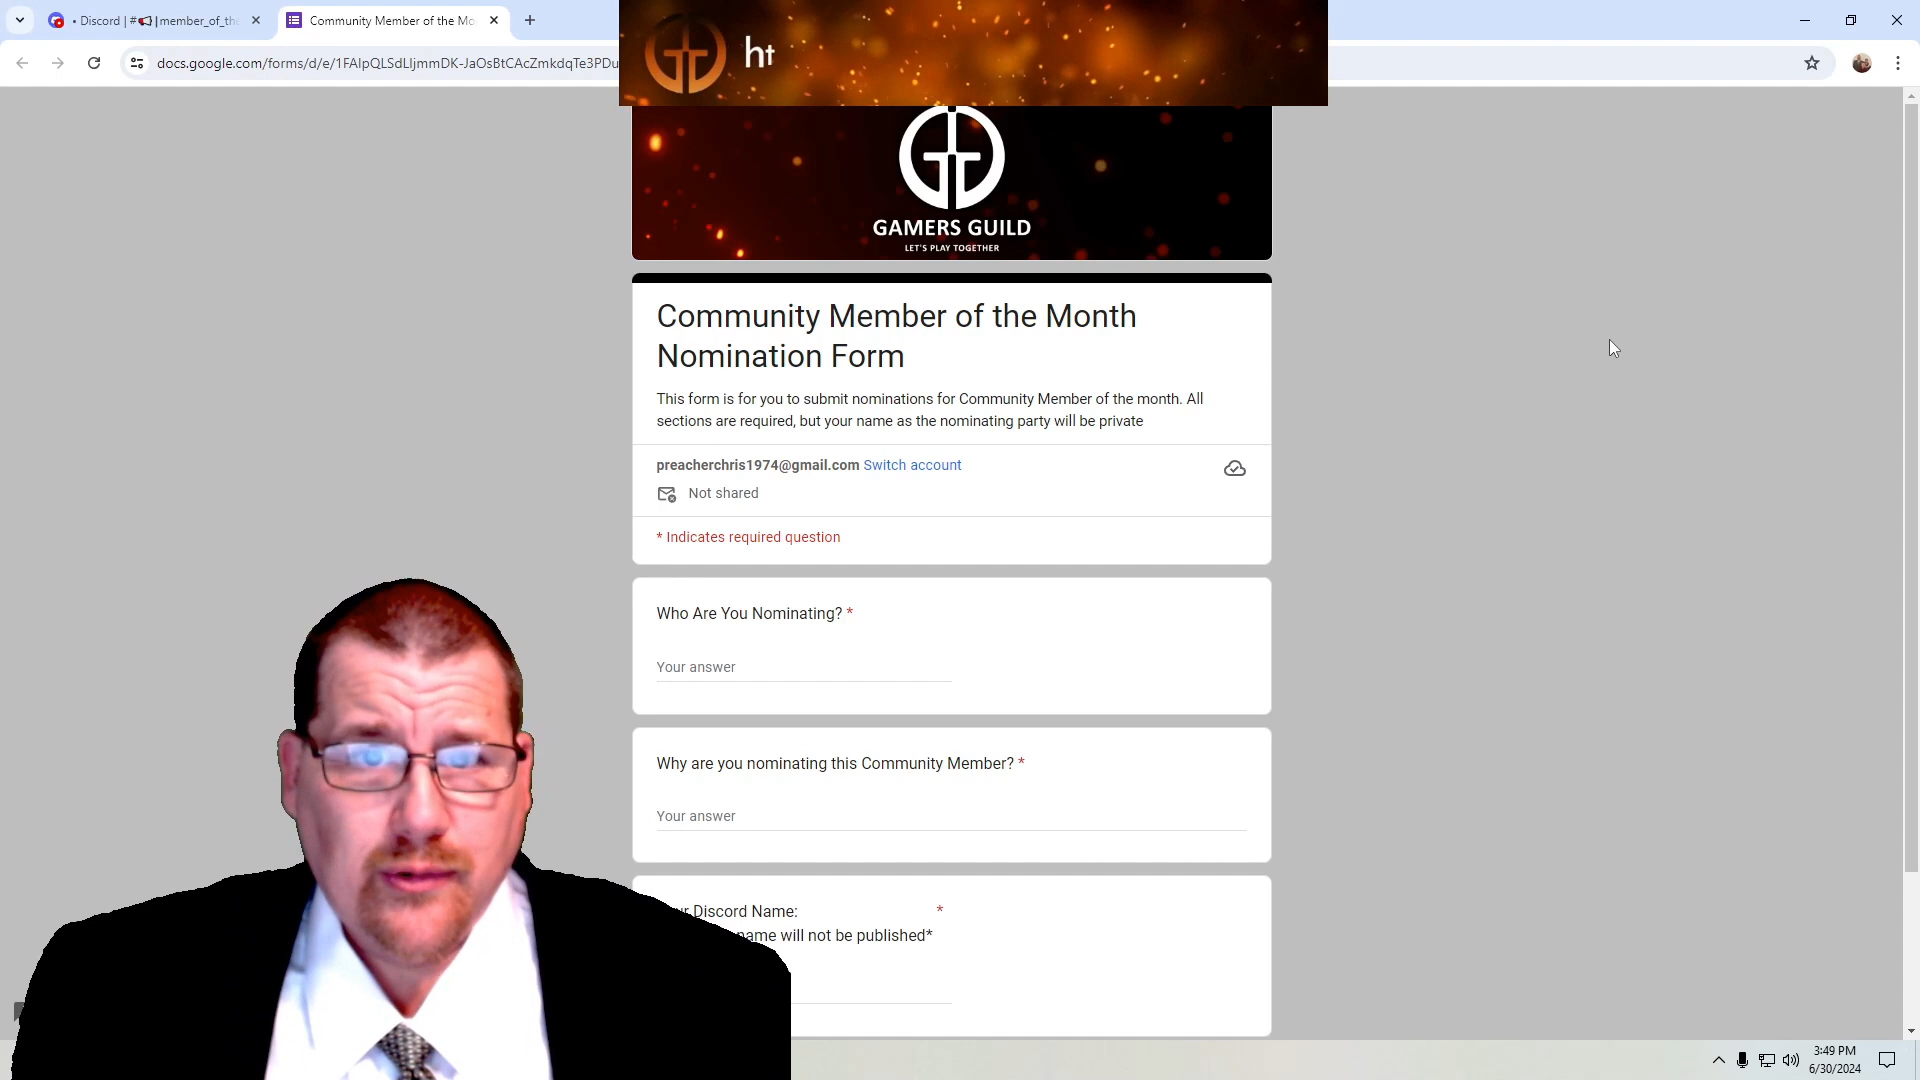 Discord | #📢|member_of_the
Community Member of the Mo
docs.google.com/forms/d/e/1FAIpQLSdLIjmmDK-JaOsBtCAcZmkdqTe3PDu
ht
GAMERS GUILD
LET'S PLAY TOGETHER
Community Member of the Month
Nomination Form
This form is for you to submit nominations for Community Member of the month. All
sections are required, but your name as the nominating party will be private
preacherchris1974@gmail.com Switch account
Not shared
* Indicates required question
Who Are You Nominating? *
Your answer
Why are you nominating this Community Member? *
Your answer
Discord Name: *
name will not be published*
3:49 PM
6/30/2024